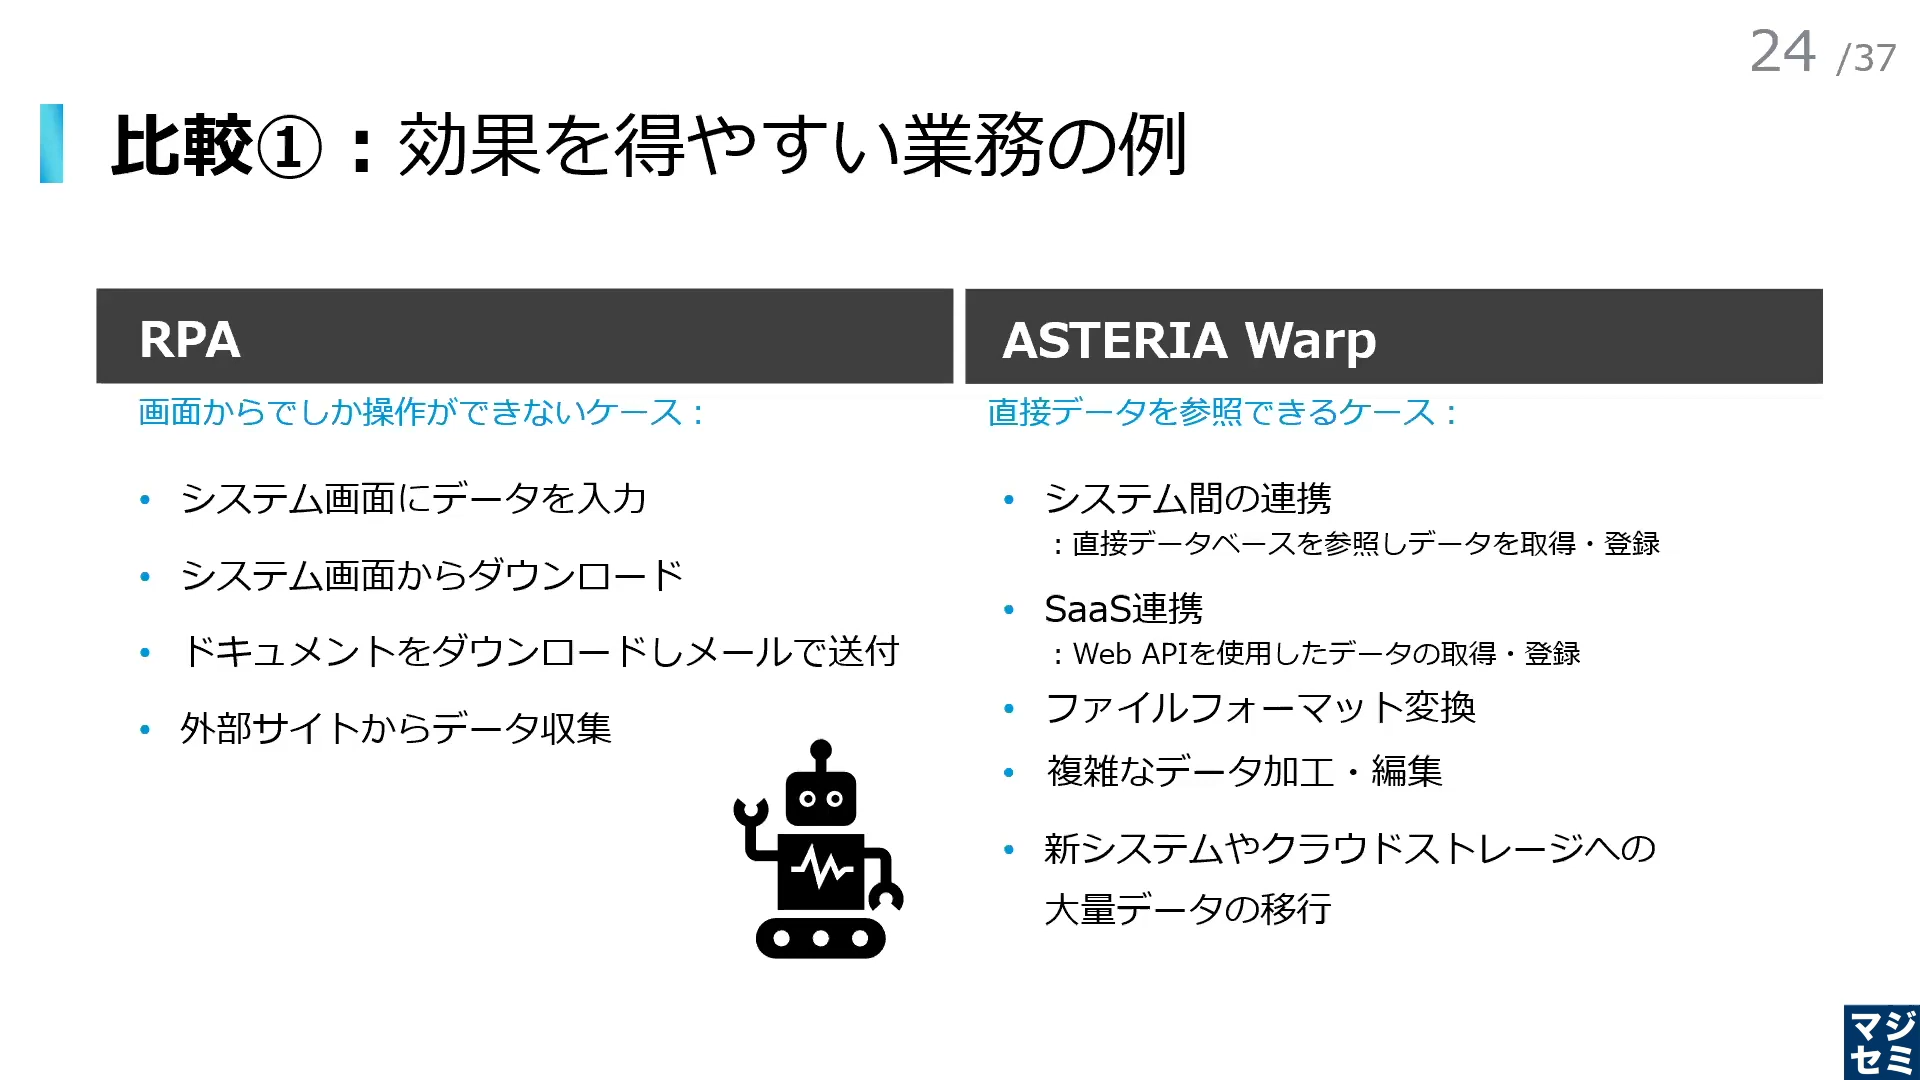 24 /37
比較①：効果を得やすい業務の例
RPA
画面からでしか操作ができないケース：
• システム画面にデータを入力
• システム画面からダウンロード
• ドキュメントをダウンロードしメールで送付
• 外部サイトからデータ収集
ASTERIA Warp
直接データを参照できるケース：
• システム間の連携
：直接データベースを参照しデータを取得・登録
• SaaS連携
：Web APIを使用したデータの取得・登録
• ファイルフォーマット変換
• 複雑なデータ加工・編集
• 新システムやクラウドストレージへの
大量データの移行
マジ
セミ